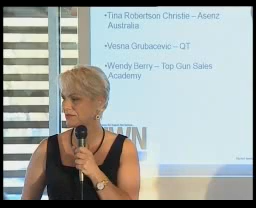 •Tina Robertson Christie – Asenz
Australia
•Vesna Grubacevic – QT
•Wendy Berry – Top Gun Sales
Academy
WN